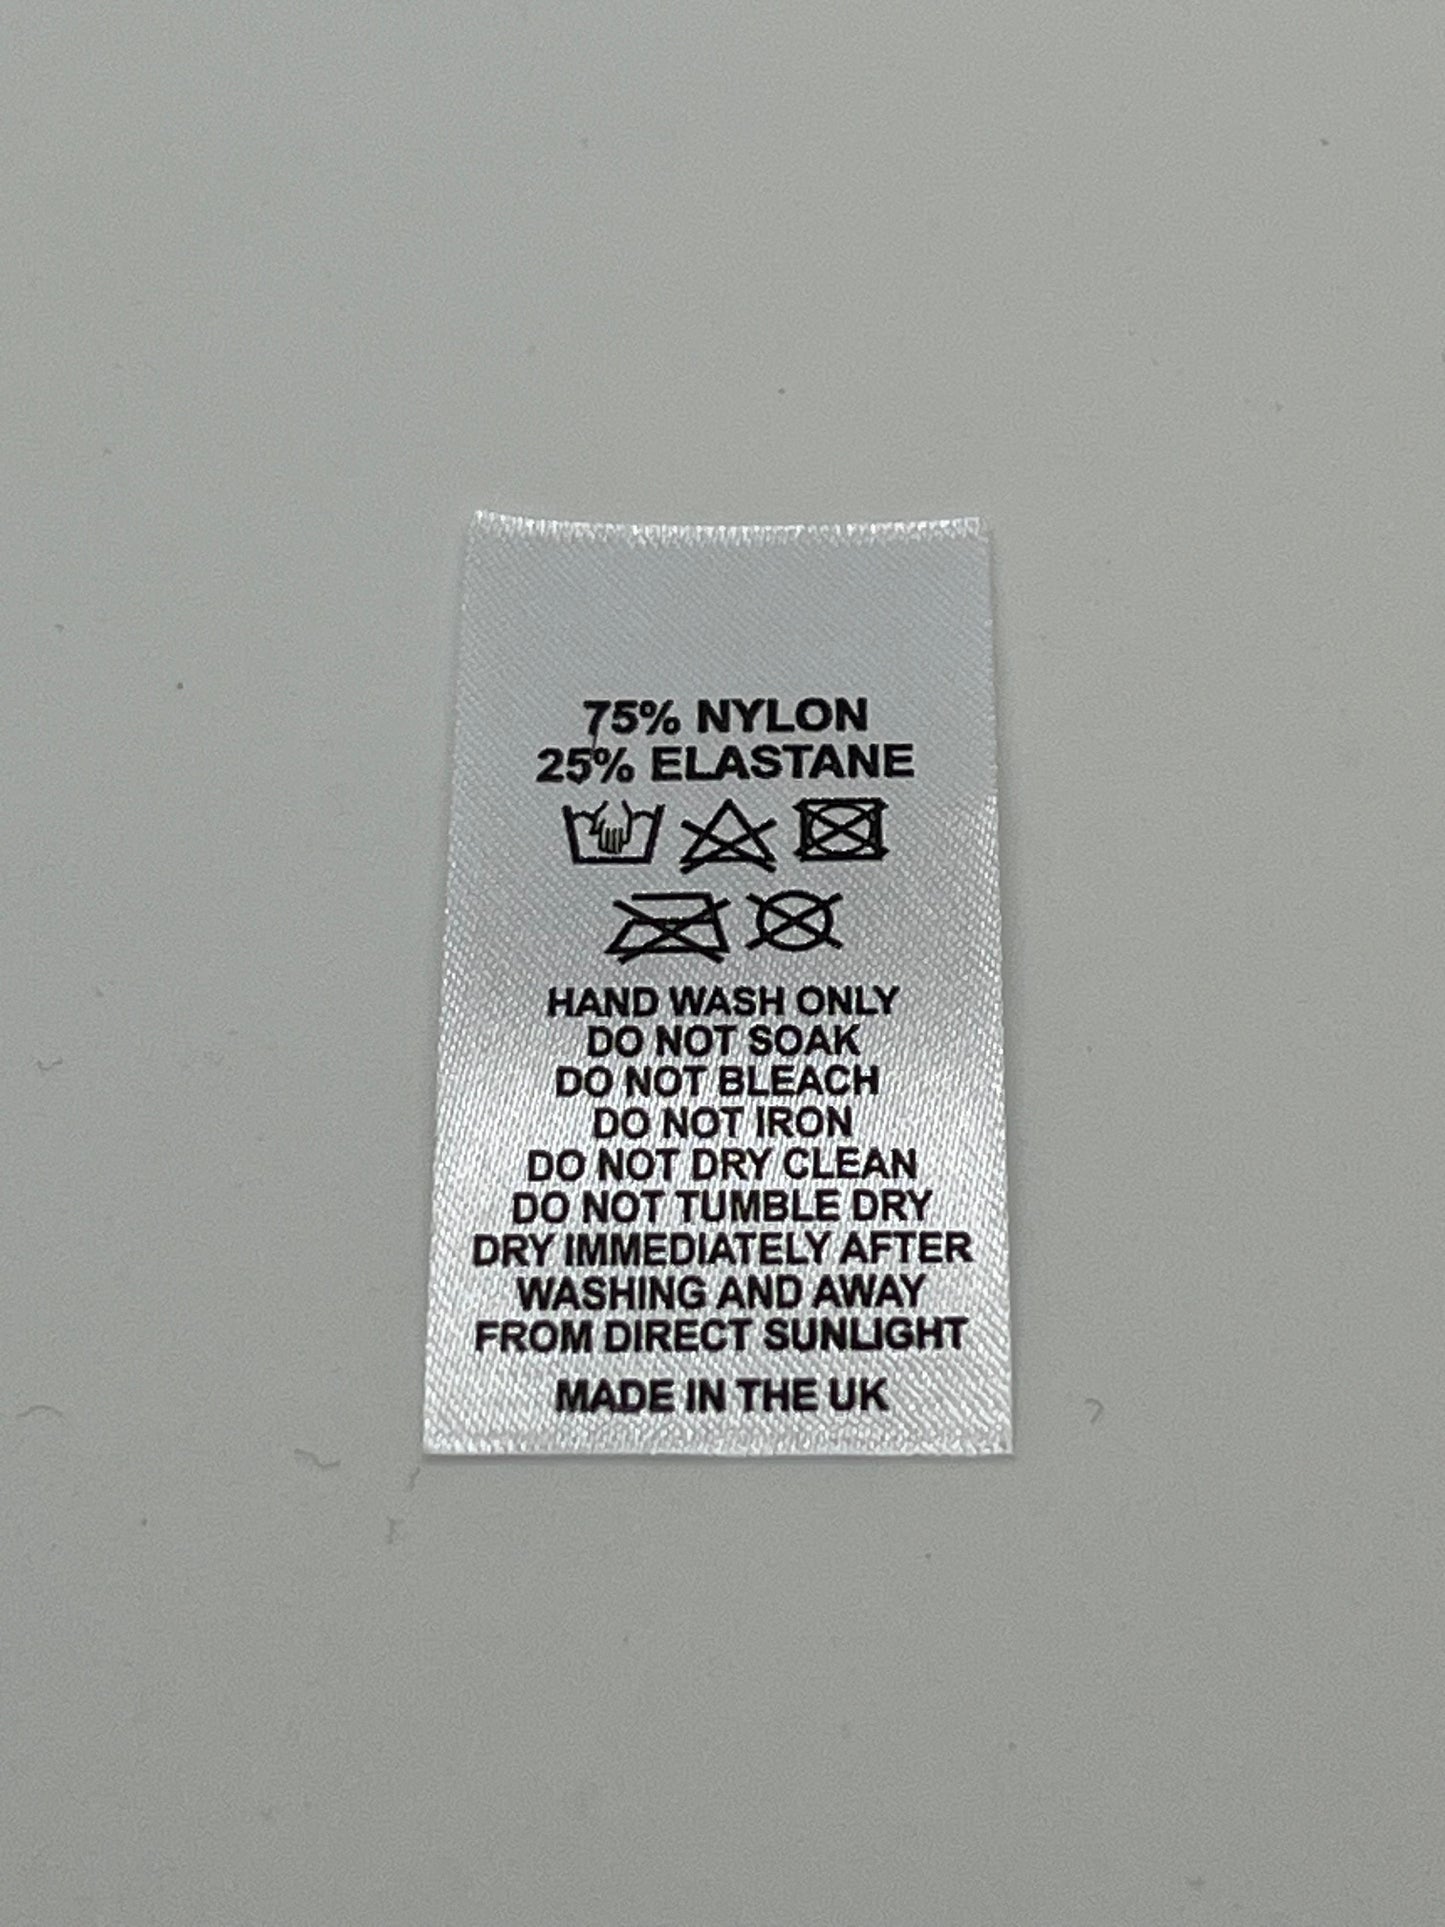 75% NYLON
25% ELASTANE
HAND WASH ONLY
DO NOT SOAK
DO NOT BLEACH
DO NOT IRON
DO NOT DRY CLEAN
DO NOT TUMBLE DRY
DRY IMMEDIATELY AFTER
WASHING AND AWAY
FROM DIRECT SUNLIGHT
MADE IN THE UK